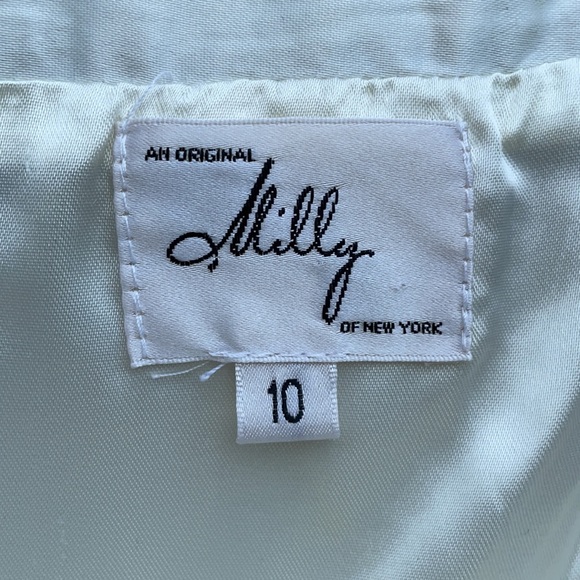 AN ORIGINAL
Milly
OF NEW YORK
10